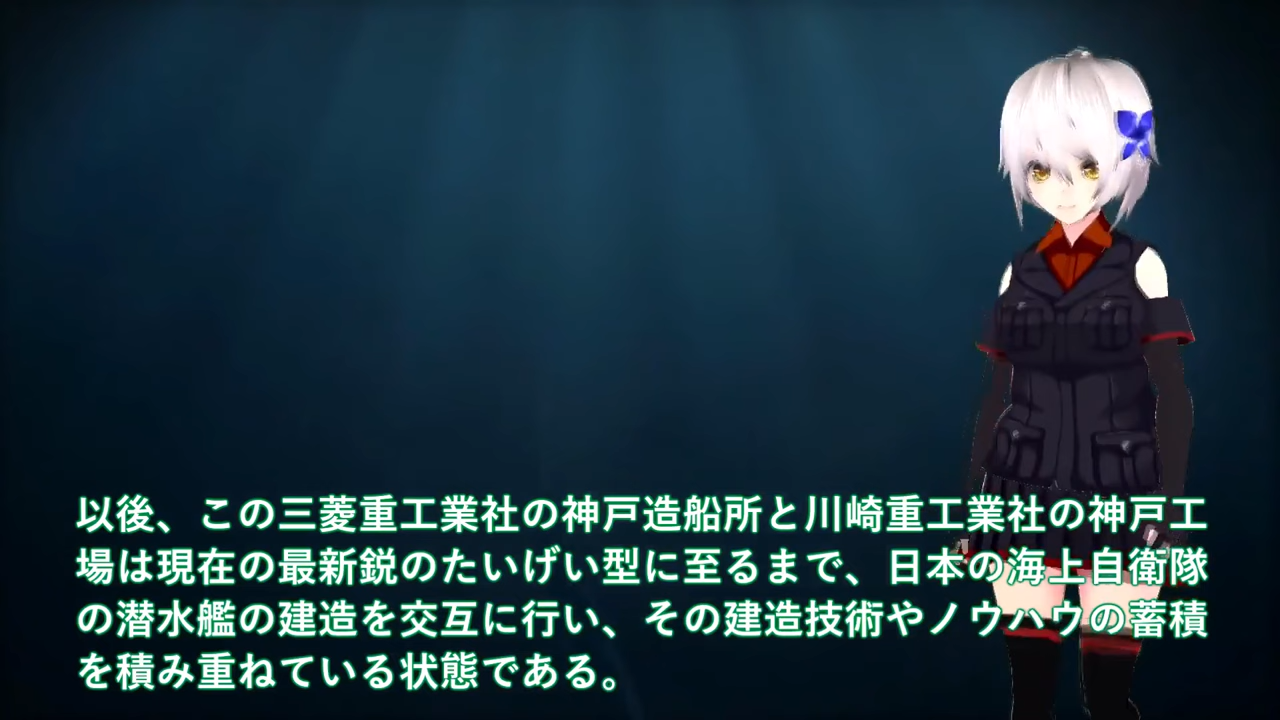 以後、この三菱重工業社の神戸造船所と川崎重工業社の神戸工
場は現在の最新鋭のたいげい型に至るまで、日本の海上自衛隊
の潜水艦の建造を交互に行い、その建造技術やノウハウの蓄積
を積み重ねている状態である。